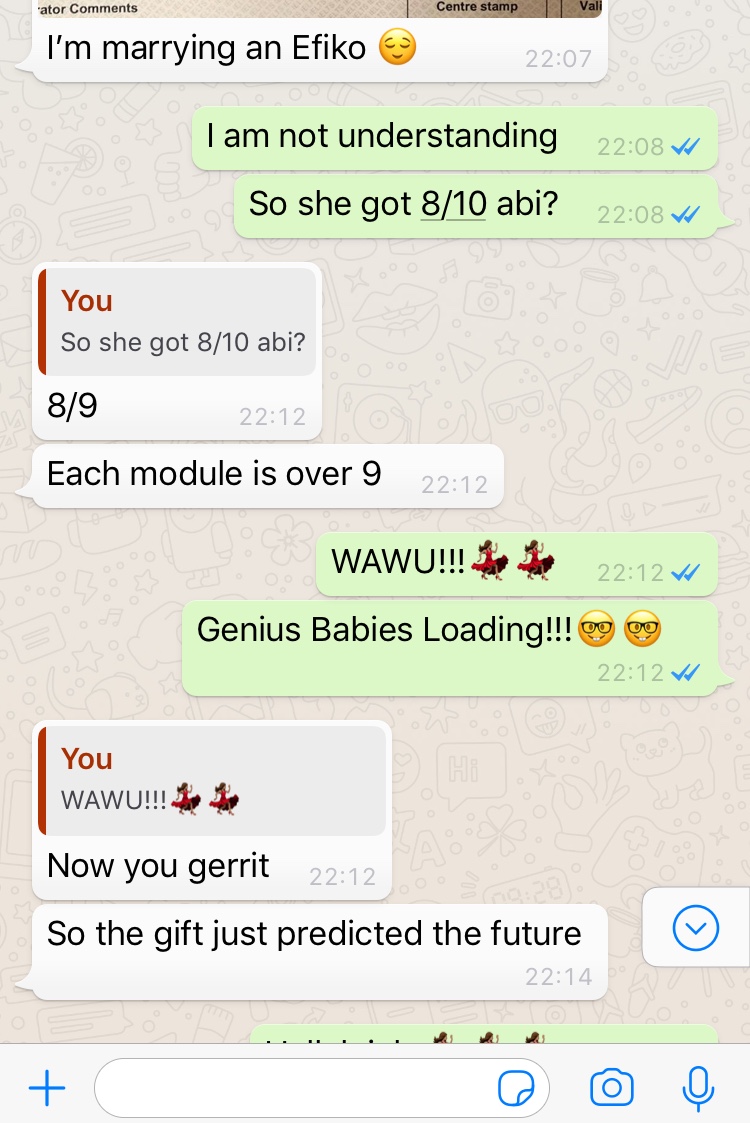 ator Comments Centre stamp Vali
I'm marrying an Efiko 😌
22:07
I am not understanding
22:08
So she got 8/10 abi?
22:08
You
So she got 8/10 abi?
8/9
22:12
Each module is over 9
22:12
WAWU!!!💃🏾💃🏾
22:12
Genius Babies Loading!!!🤓🤓
22:12
You
WAWU!!!💃🏾💃🏾
Now you gerrit
22:12
So the gift just predicted the future
22:14